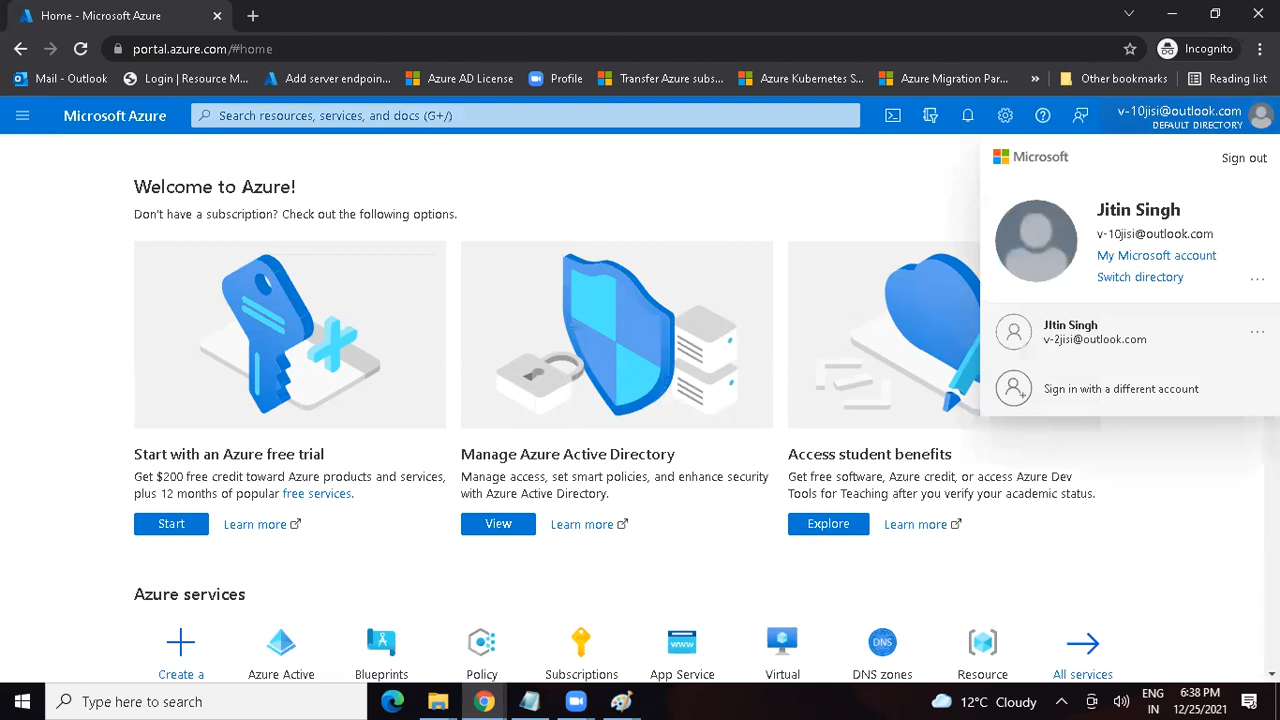 Home - Microsoft Azure
portal.azure.com/#home
Incognito
Mail - Outlook
Login | Resource M...
Add server endpoin...
Azure AD License
Profile
Transfer Azure subs...
Azure Kubernetes S...
Azure Migration Par...
»
Other bookmarks
Reading list
Microsoft Azure
Search resources, services, and docs (G+/)
v-10jisi@outlook.com
DEFAULT DIRECTORY
Microsoft
Sign out
Jitin Singh
v-10jisi@outlook.com
My Microsoft account
Switch directory
...
JItin Singh
v-2jisi@outlook.com
...
Sign in with a different account
Welcome to Azure!
Don't have a subscription? Check out the following options.
Start with an Azure free trial
Get $200 free credit toward Azure products and services,
plus 12 months of popular free services.
Start
Learn more
Manage Azure Active Directory
Manage access, set smart policies, and enhance security
with Azure Active Directory.
View
Learn more
Access student benefits
Get free software, Azure credit, or access Azure Dev
Tools for Teaching after you verify your academic status.
Explore
Learn more
Azure services
Create a
Azure Active
Blueprints
Policy
Subscriptions
www
App Service
Virtual
DNS
DNS zones
Resource
All services
Type here to search
12°C Cloudy
ENG
IN
6:38 PM
12/25/2021